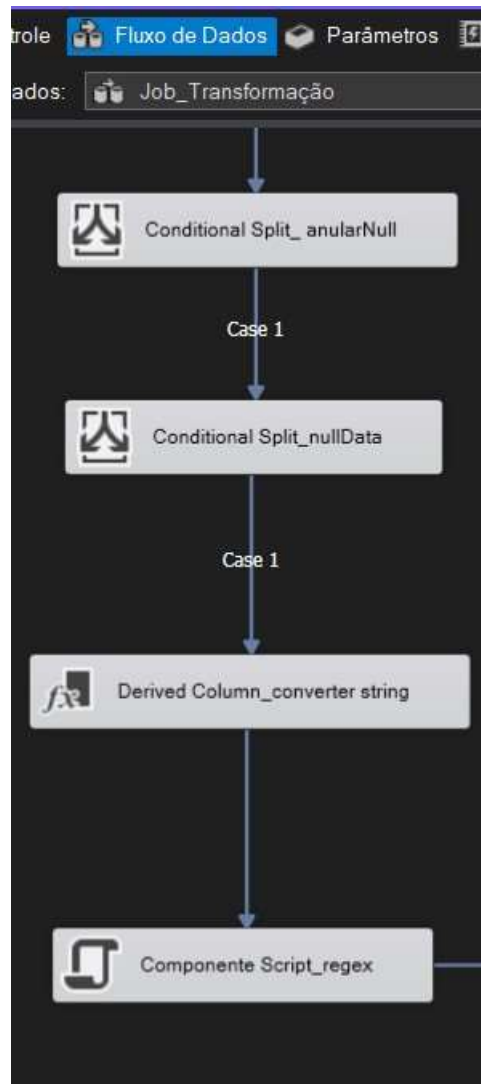 trole Fluxo de Dados Parâmetros
ados: Job_Transformação
Conditional Split_ anularNull
Case 1
Conditional Split_nullData
Case 1
fx Derived Column_converter string
Componente Script_regex